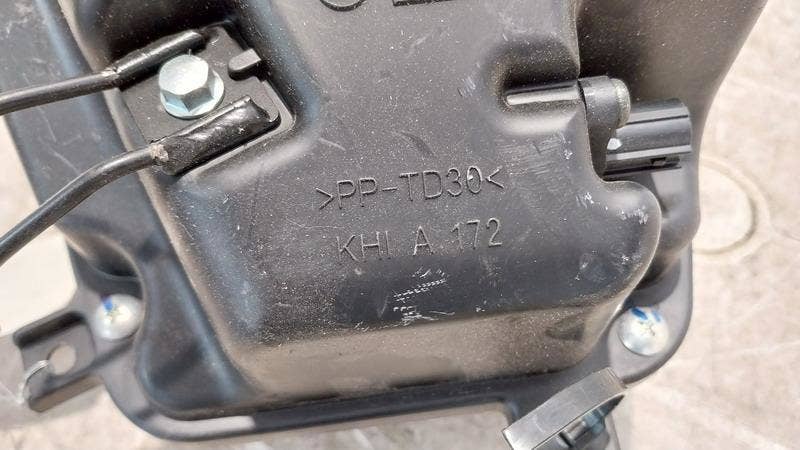 >PP-TD30<
KHI A 172